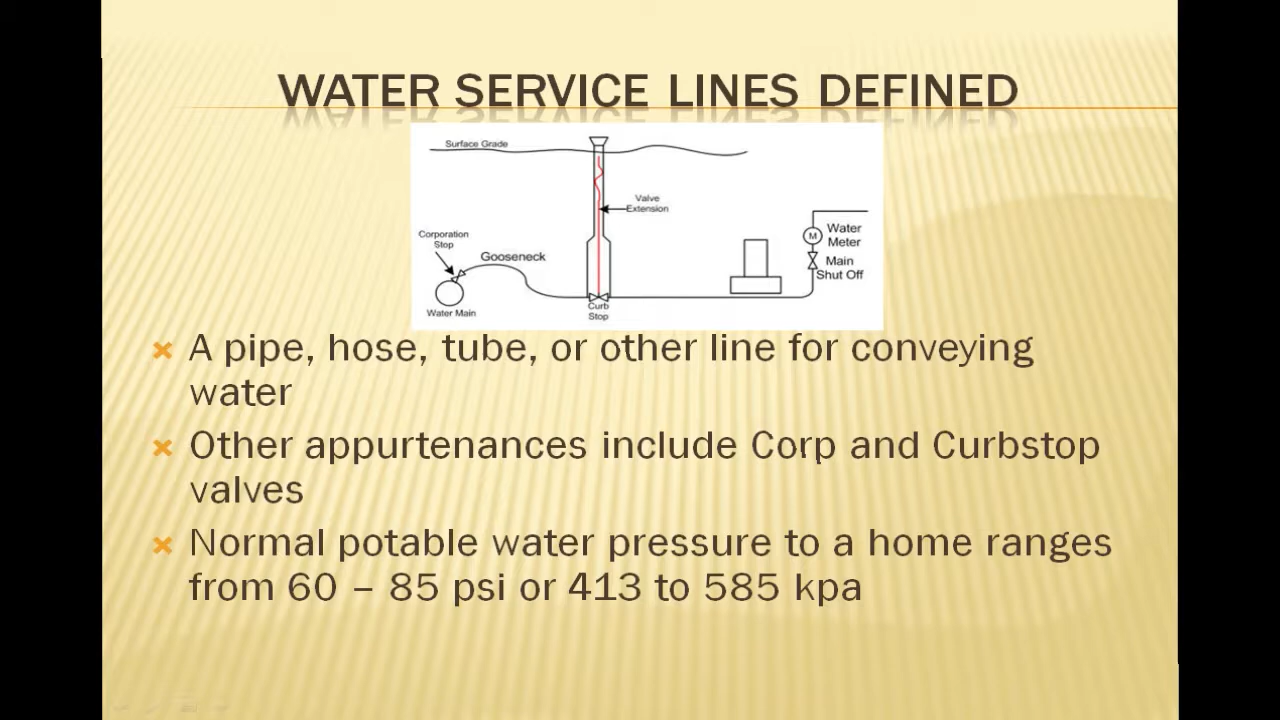 WATER SERVICE LINES DEFINED
Surface Grade
Valve
Extension
Corporation
Stop
Gooseneck
Water Main
Curb
Stop
M
Water
Meter
Main
Shut Off
A pipe, hose, tube, or other line for conveying
water
Other appurtenances include Corp and Curbstop
valves
Normal potable water pressure to a home ranges
from 60 – 85 psi or 413 to 585 kpa